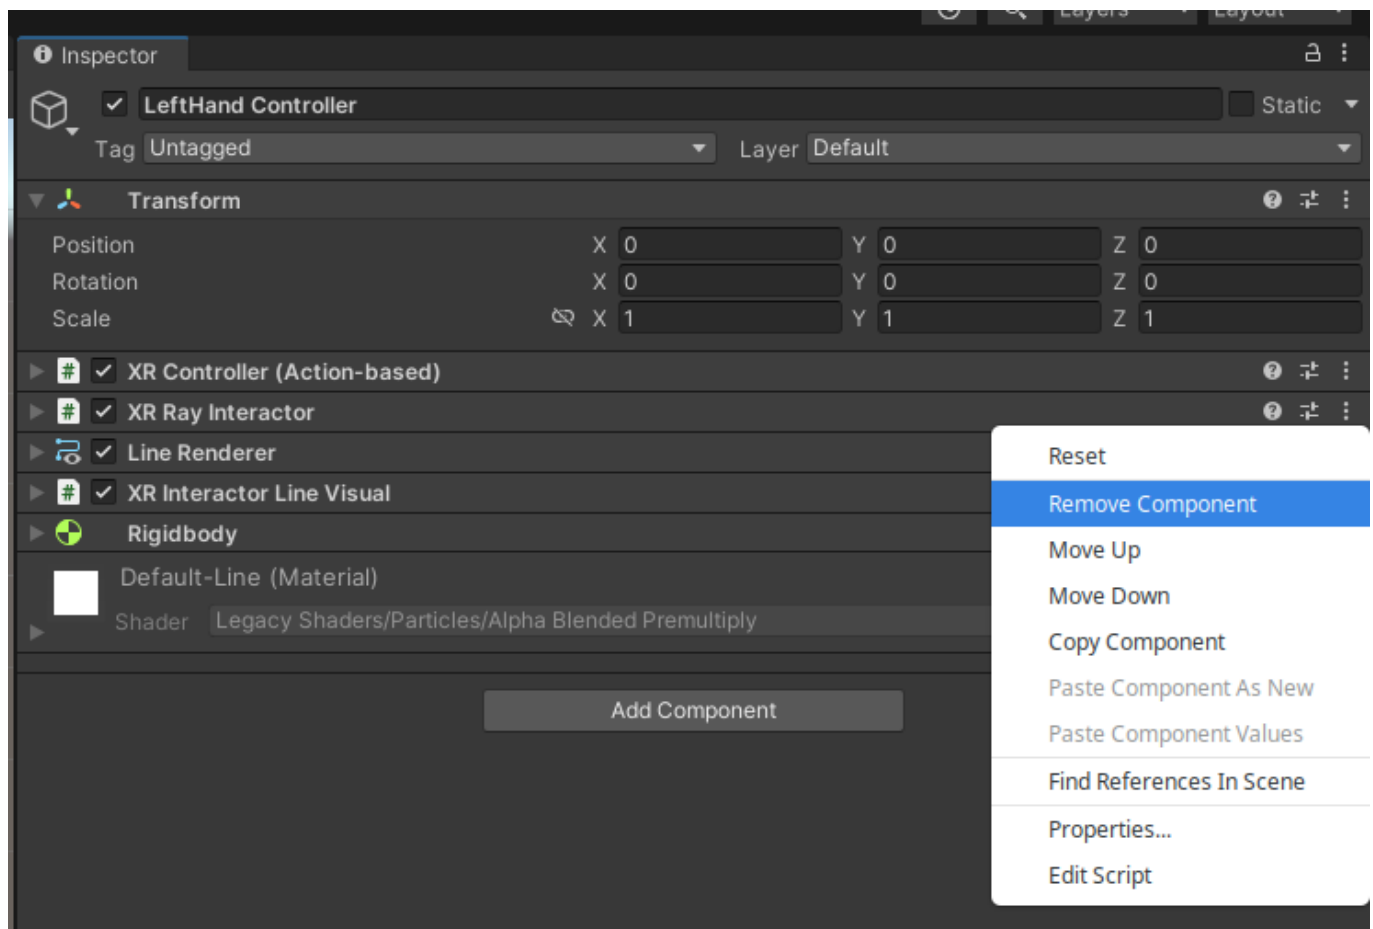 Layers Layout
Inspector
LeftHand Controller Static
Tag Untagged Layer Default
Transform
Position X 0 Y 0 Z 0
Rotation X 0 Y 0 Z 0
Scale X 1 Y 1 Z 1
# XR Controller (Action-based)
# XR Ray Interactor
Line Renderer
# XR Interactor Line Visual
Rigidbody
Default-Line (Material)
Shader Legacy Shaders/Particles/Alpha Blended Premultiply
Add Component
Reset
Remove Component
Move Up
Move Down
Copy Component
Paste Component As New
Paste Component Values
Find References In Scene
Properties...
Edit Script